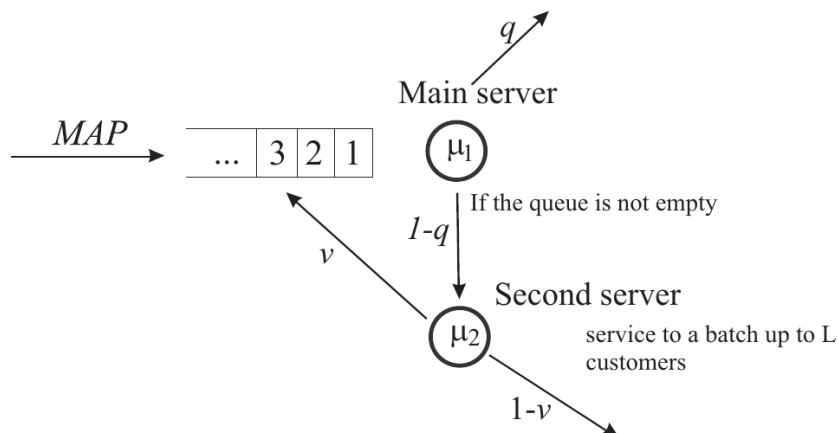 q
Main server
MAP
... 3 2 1
μ1
If the queue is not empty
1-q
v
Second server
μ2
service to a batch up to L
customers
1-v